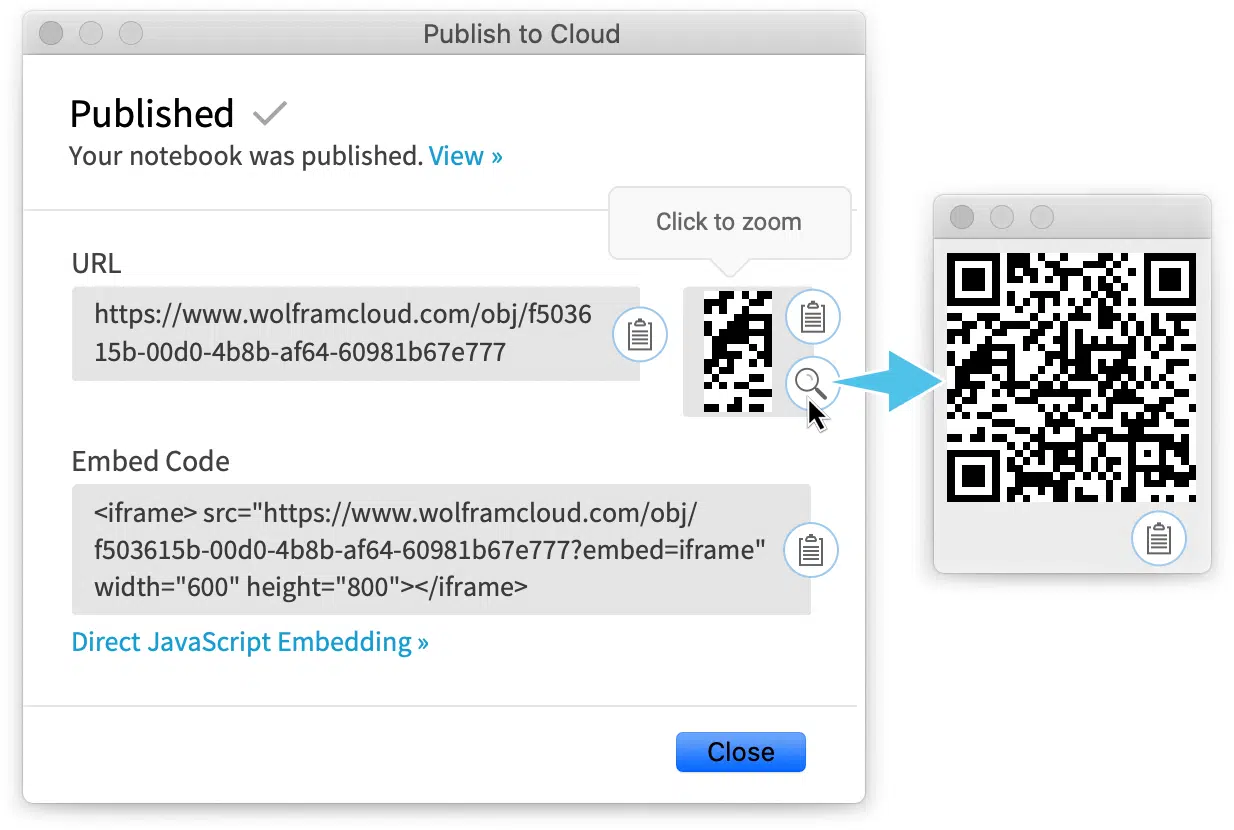 Publish to Cloud
Published
Your notebook was published. View »
Click to zoom
URL
https://www.wolframcloud.com/obj/f5036
15b-00d0-4b8b-af64-60981b67e777
Embed Code
<iframe> src="https://www.wolframcloud.com/obj/
f503615b-00d0-4b8b-af64-60981b67e777?embed=iframe"
width="600" height="800"></iframe>
Direct JavaScript Embedding »
Close